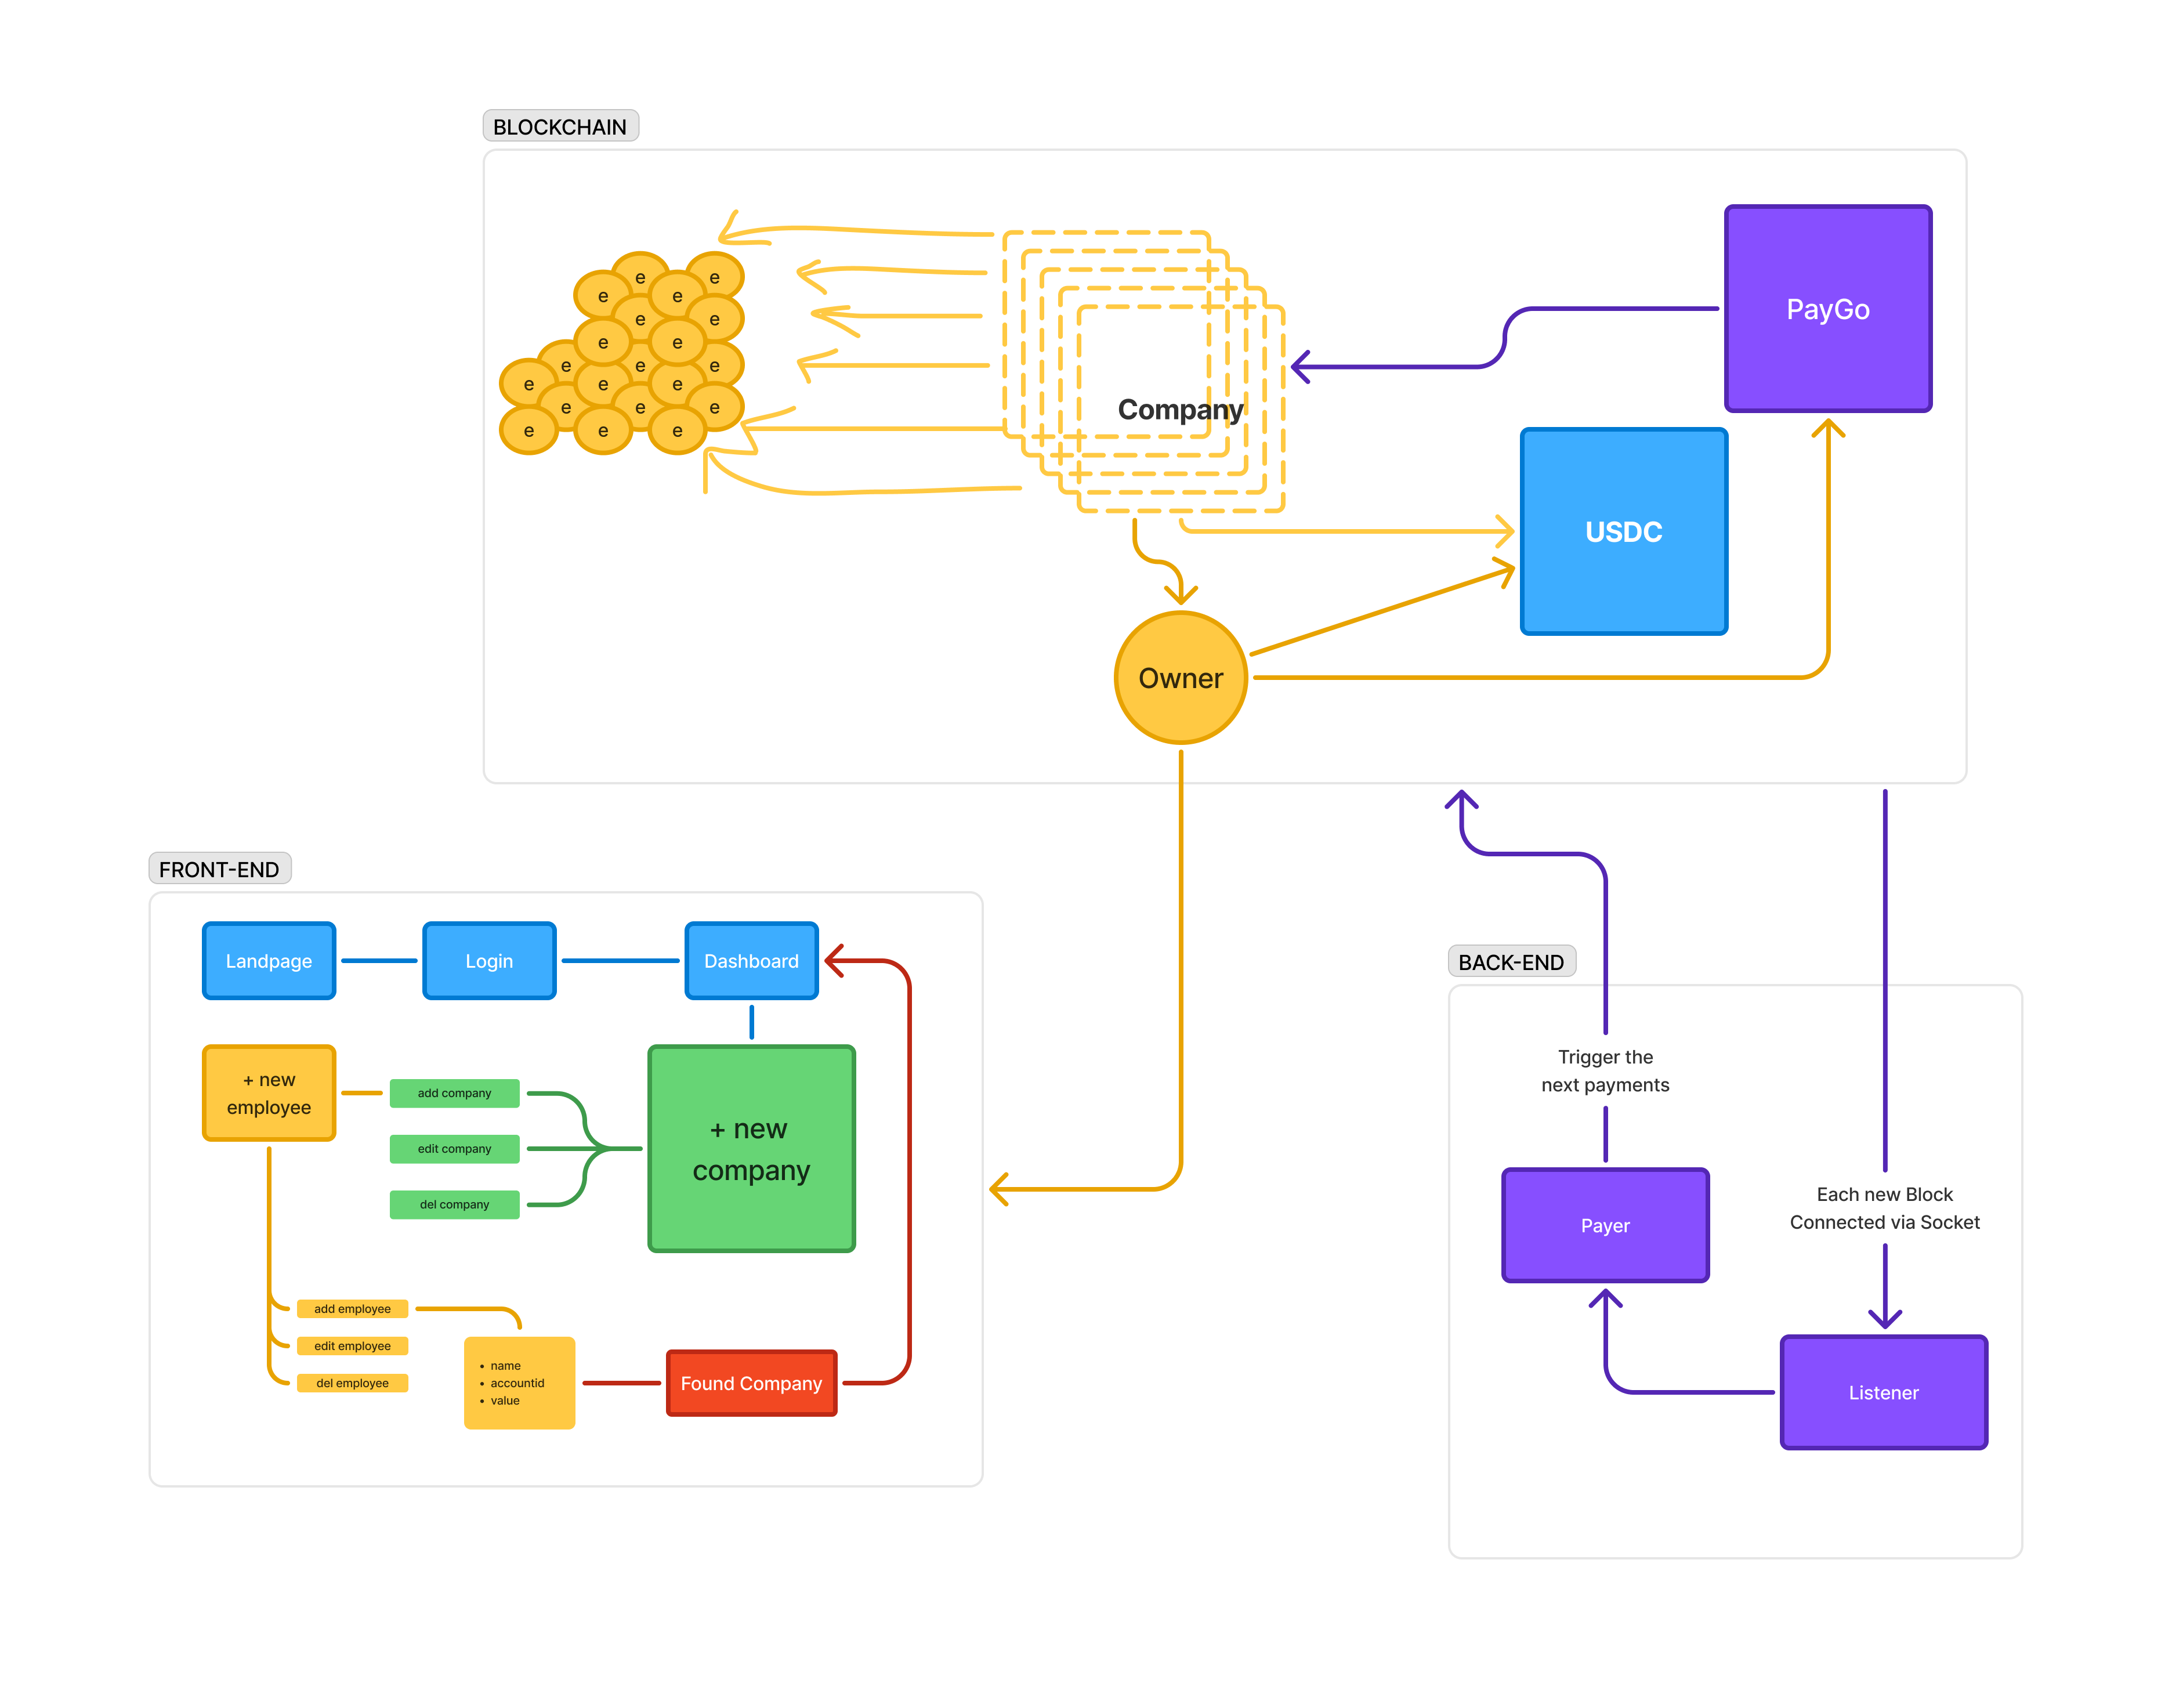 BLOCKCHAIN
e e
e e
e e
e e
e e e
e e e
e e e
e e e
Company
PayGo
USDC
Owner
FRONT-END
Landpage
Login
Dashboard
+ new
employee
add company
edit company
del company
+ new
company
add employee
edit employee
del employee
• name
• accountid
• value
Found Company
BACK-END
Trigger the
next payments
Payer
Each new Block
Connected via Socket
Listener